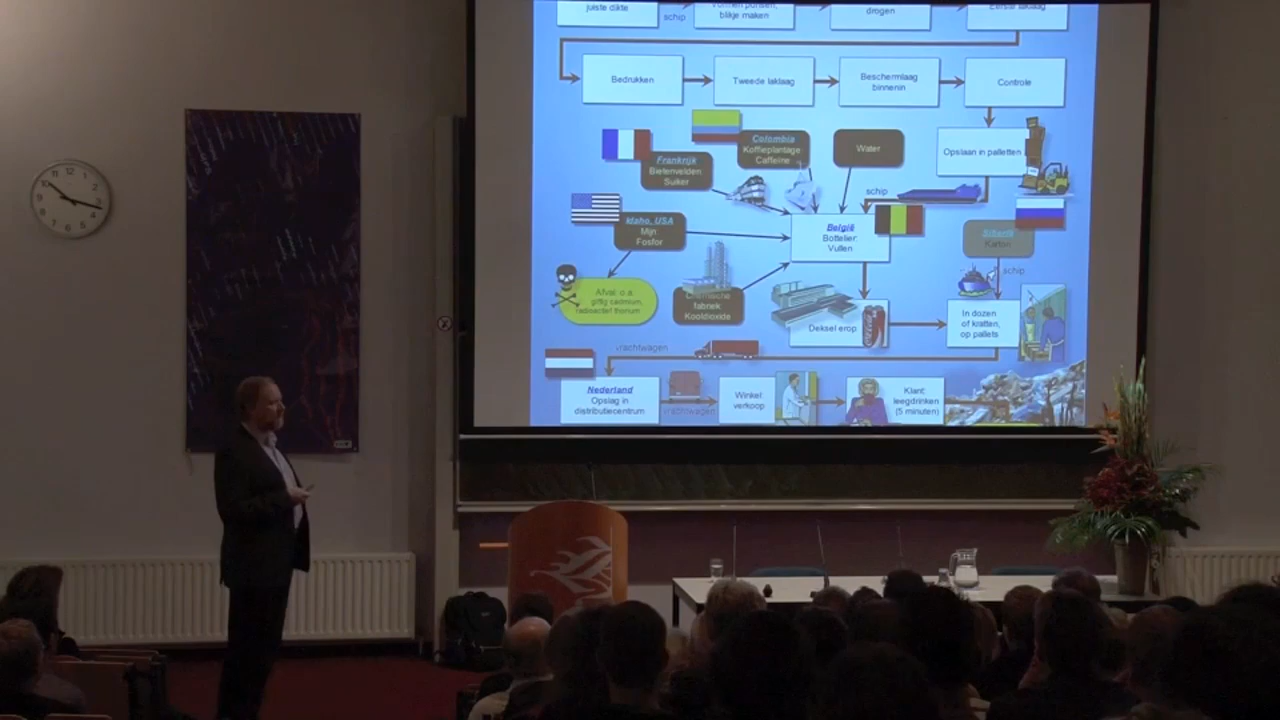 juiste dikte
schip
Vormen ponsen,
blikje maken
drogen
Eerste laklaag
Bedrukken
Tweede laklaag
Beschermlaag
binnenin
Controle
Colombia
Koffieplantage
Caffeïne
Water
Opslaan in palletten
Frankrijk
Bietenvelden
Suiker
schip
Idaho, USA
Mijn
Fosfor
België
Bottelier:
Vullen
Siberië
Karton
schip
Afval, o.a.
giftig cadmium,
radioactief thorium
Chemische
fabriek
Kooldioxide
Deksel erop
In dozen
of kratten,
op pallets
vrachtwagen
Nederland
Opslag in
distributiecentrum
vrachtwagen
Winkel
verkoop
Klant:
leegdrinken
(5 minuten)